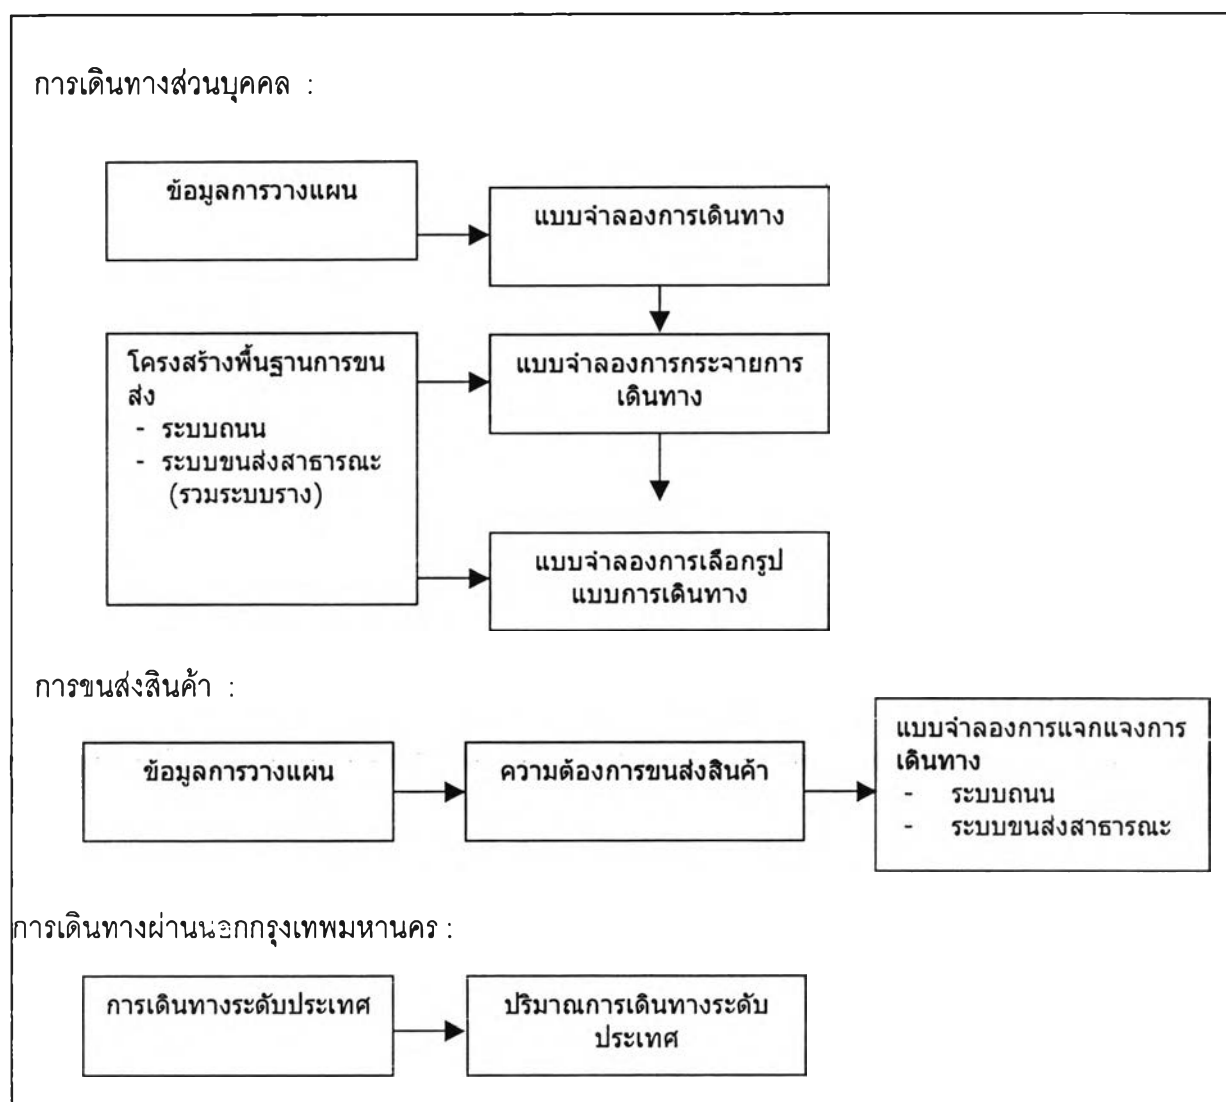 การเดินทางส่วนบุคคล :
ข้อมูลการวางแผน
แบบจำลองการเดินทาง
โครงสร้างพื้นฐานการขน
ส่ง
- ระบบถนน
- ระบบขนส่งสาธารณะ
(รวมระบบราง)
แบบจำลองการกระจายการ
เดินทาง
แบบจำลองการเลือกรูป
แบบการเดินทาง
การขนส่งสินค้า :
ข้อมูลการวางแผน
ความต้องการขนส่งสินค้า
แบบจำลองการแจกแจงการ
เดินทาง
- ระบบถนน
- ระบบขนส่งสาธารณะ
การเดินทางผ่านนอกกรุงเทพมหานคร :
การเดินทางระดับประเทศ
ปริมาณการเดินทางระดับ
ประเทศ